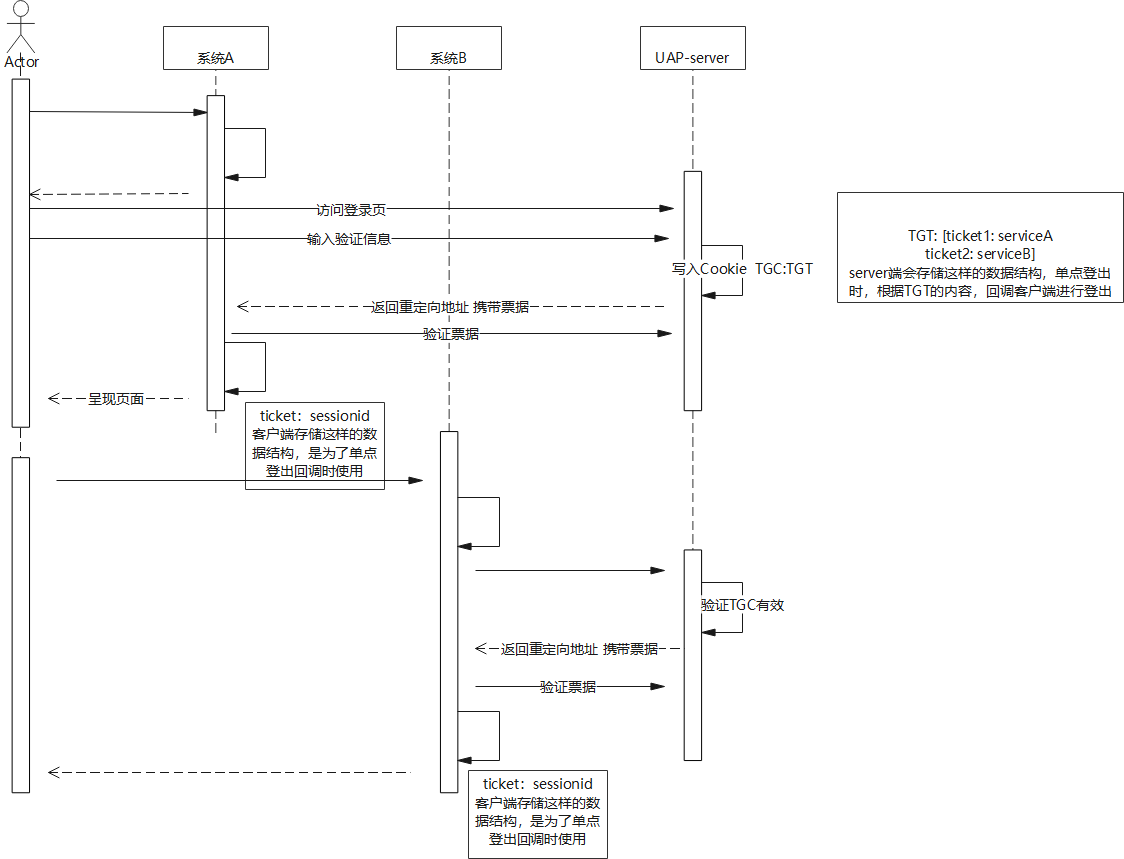 Actor
系统A
系统B
UAP-server
访问登录页
输入验证信息
写入Cookie TGC:TGT
TGT: [ticket1: serviceA
ticket2: serviceB]
server端会存储这样的数据结构，单点登出
时，根据TGT的内容，回调客户端进行登出
返回重定向地址 携带票据
验证票据
呈现页面
ticket：sessionid
客户端存储这样的数
据结构，是为了单点
登出回调时使用
验证TGC有效
返回重定向地址 携带票据
验证票据
ticket：sessionid
客户端存储这样的数
据结构，是为了单点
登出回调时使用